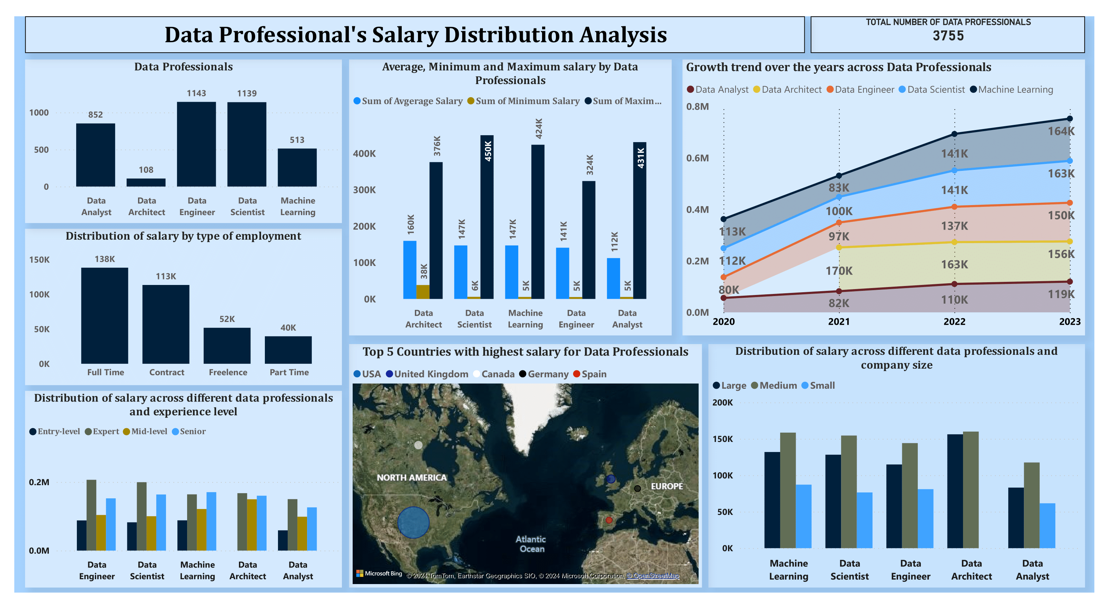 Data Professional's Salary Distribution Analysis
TOTAL NUMBER OF DATA PROFESSIONALS
3755
Data Professionals
1000
500
0
852
108
1143
1139
513
Data Analyst
Data Architect
Data Engineer
Data Scientist
Machine Learning
Distribution of salary by type of employment
150K
100K
50K
0K
138K
113K
52K
40K
Full Time
Contract
Freelence
Part Time
Distribution of salary across different data professionals
and experience level
Entry-level Expert Mid-level Senior
0.2M
0.0M
Data Engineer
Data Scientist
Machine Learning
Data Architect
Data Analyst
Average, Minimum and Maximum salary by Data
Professionals
Sum of Avgerage Salary Sum of Minimum Salary Sum of Maxim...
400K
300K
200K
100K
0K
160K
38K
376K
147K
6K
450K
147K
5K
424K
141K
5K
324K
112K
5K
431K
Data Architect
Data Scientist
Machine Learning
Data Engineer
Data Analyst
Growth trend over the years across Data Professionals
Data Analyst Data Architect Data Engineer Data Scientist Machine Learning
0.8M
0.6M
0.4M
0.2M
0.0M
113K
112K
80K
83K
100K
97K
170K
82K
141K
141K
137K
163K
110K
164K
163K
150K
156K
119K
2020
2021
2022
2023
Top 5 Countries with highest salary for Data Professionals
USA United Kingdom Canada Germany Spain
NORTH AMERICA
EUROPE
Atlantic
Ocean
Microsoft Bing
© 2024 TomTom, Earthstar Geographics SIO, © 2024 Microsoft Corporation, © OpenStreetMap
Distribution of salary across different data professionals and
company size
Large Medium Small
200K
150K
100K
50K
0K
Machine Learning
Data Scientist
Data Engineer
Data Architect
Data Analyst